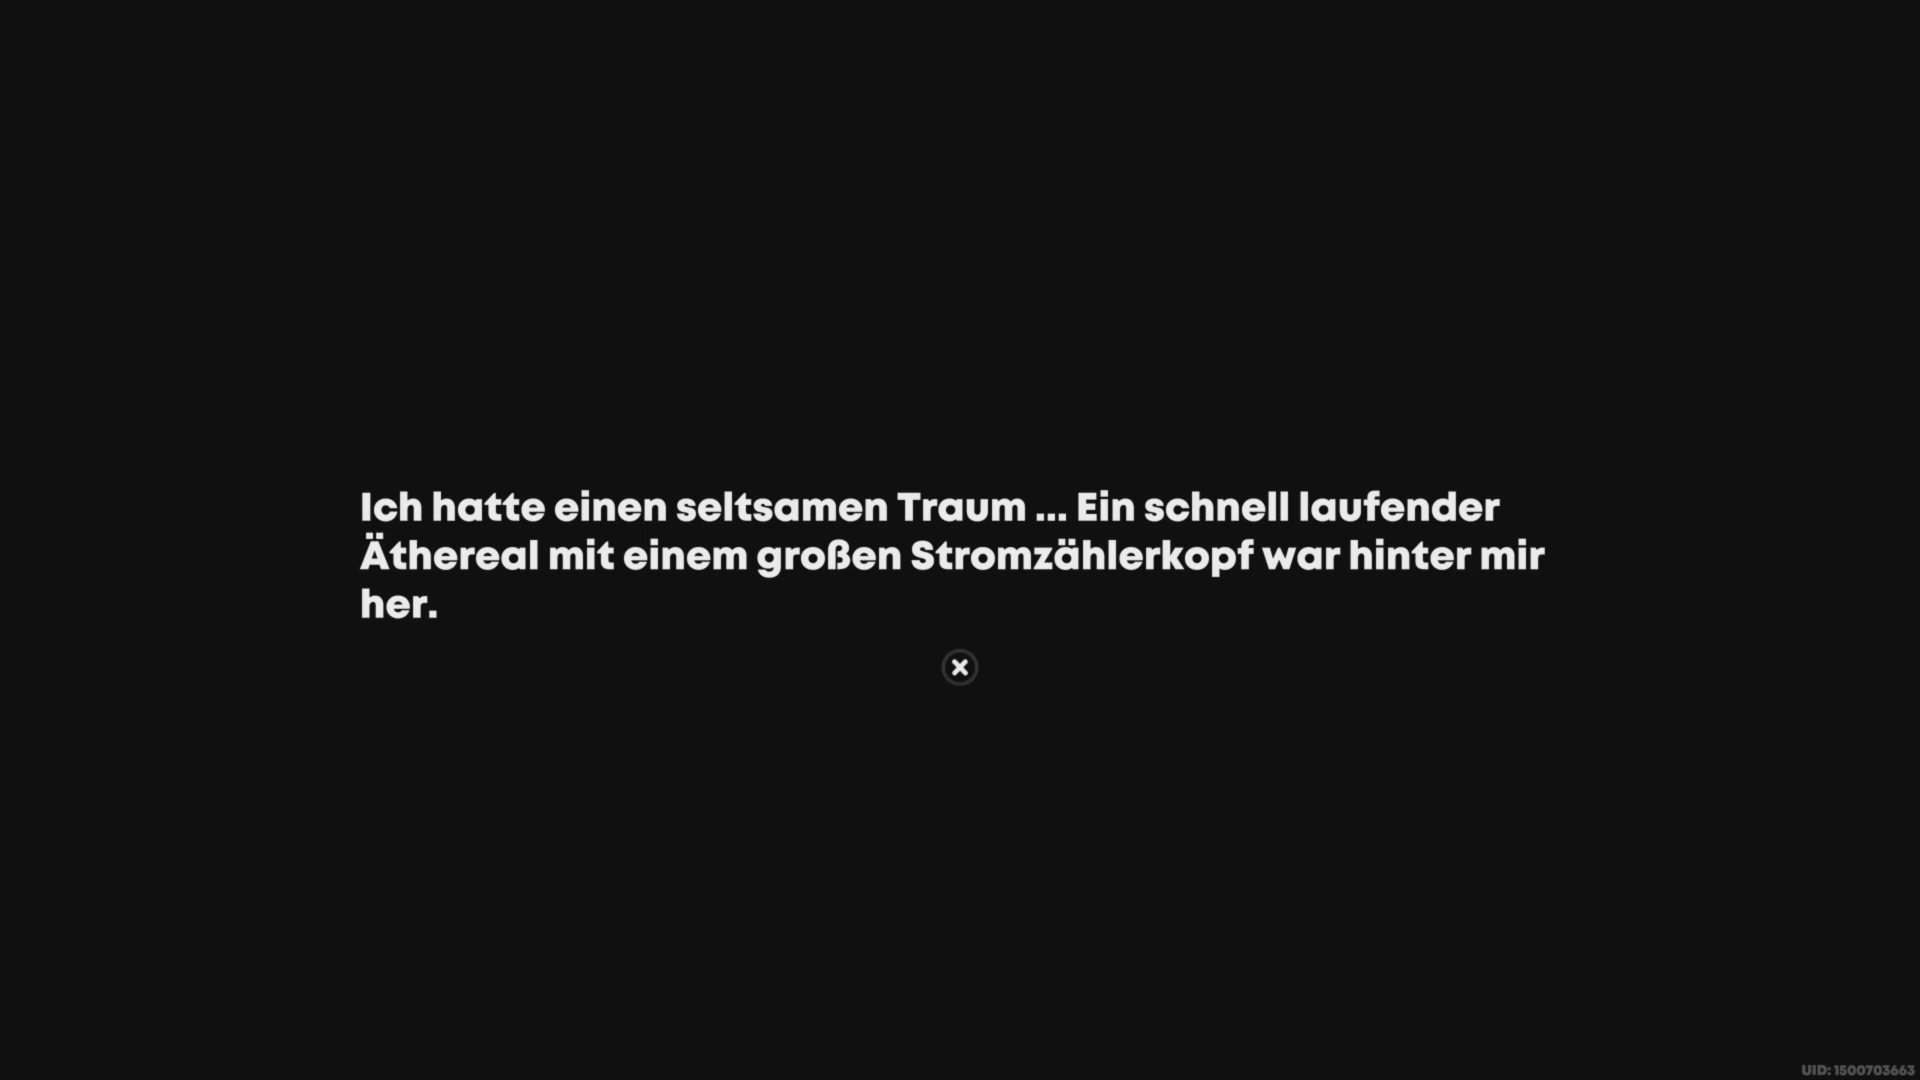 Ich hatte einen seltsamen Traum ... Ein schnell laufender
Äthereal mit einem großen Stromzählerkopf war hinter mir
her.
UID: 1500703663